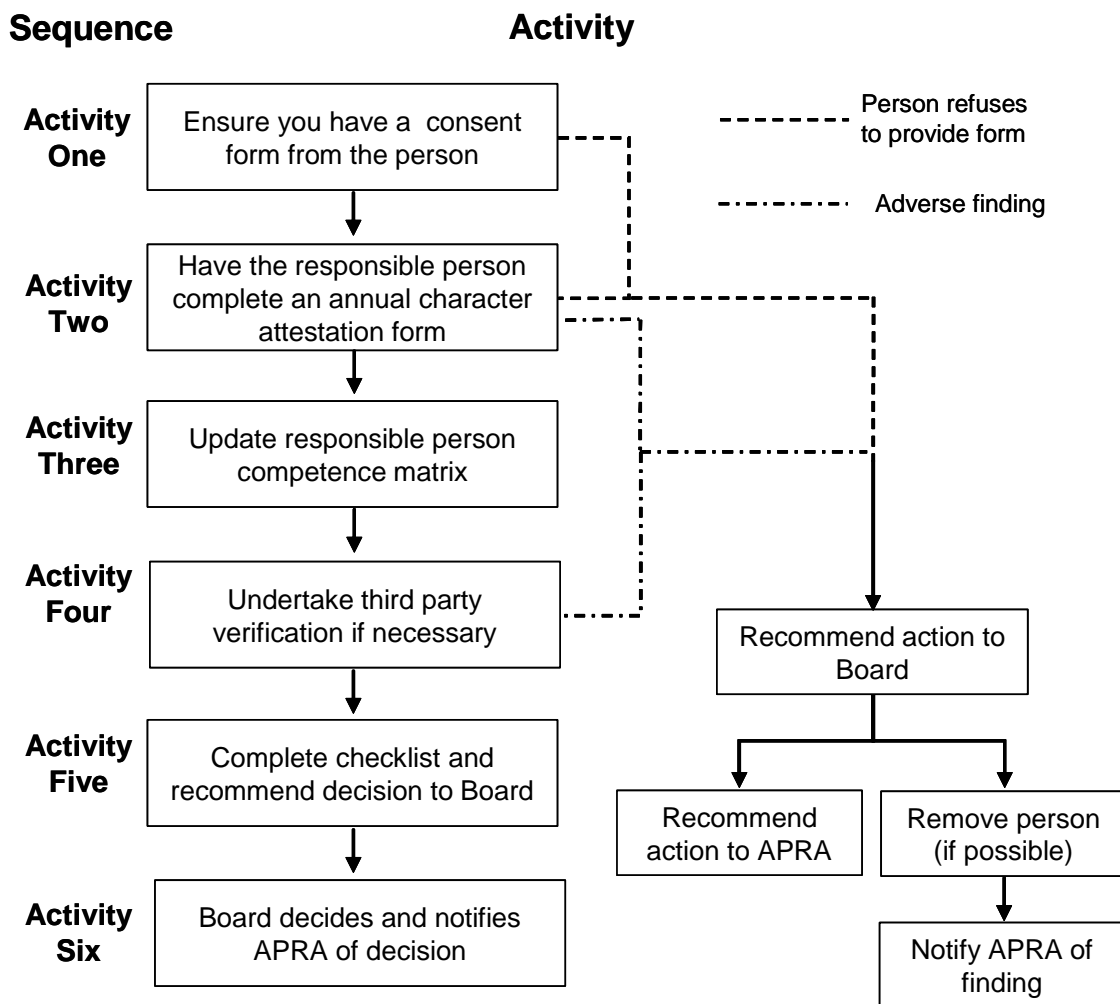 Sequence
Activity
Activity
One
Ensure you have a consent
form from the person
Person refuses
to provide form
Adverse finding
Activity
Two
Have the responsible person
complete an annual character
attestation form
Activity
Three
Update responsible person
competence matrix
Activity
Four
Undertake third party
verification if necessary
Recommend action to
Board
Activity
Five
Complete checklist and
recommend decision to Board
Recommend
action to APRA
Remove person
(if possible)
Activity
Six
Board decides and notifies
APRA of decision
Notify APRA of
finding